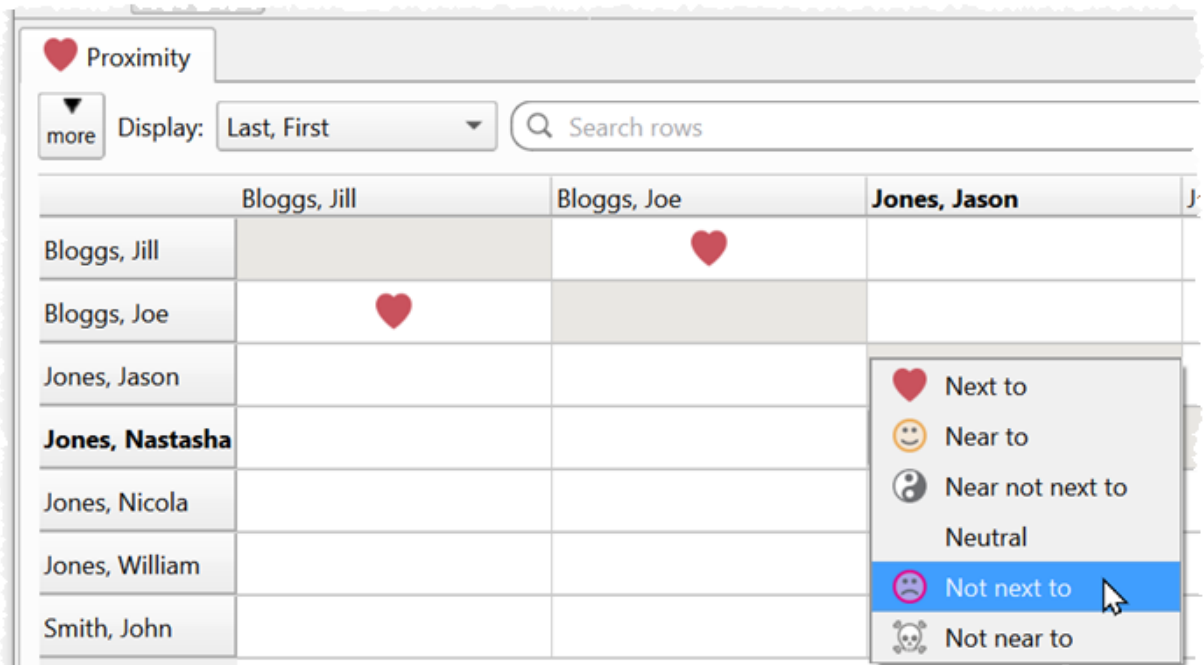 Proximity
more Display: Last, First Search rows
Bloggs, Jill Bloggs, Joe Jones, Jason
Bloggs, Jill
Bloggs, Joe
Jones, Jason
Next to
Jones, Nastasha
Near to
Jones, Nicola
Near not next to
Neutral
Jones, William
Not next to
Smith, John
Not near to